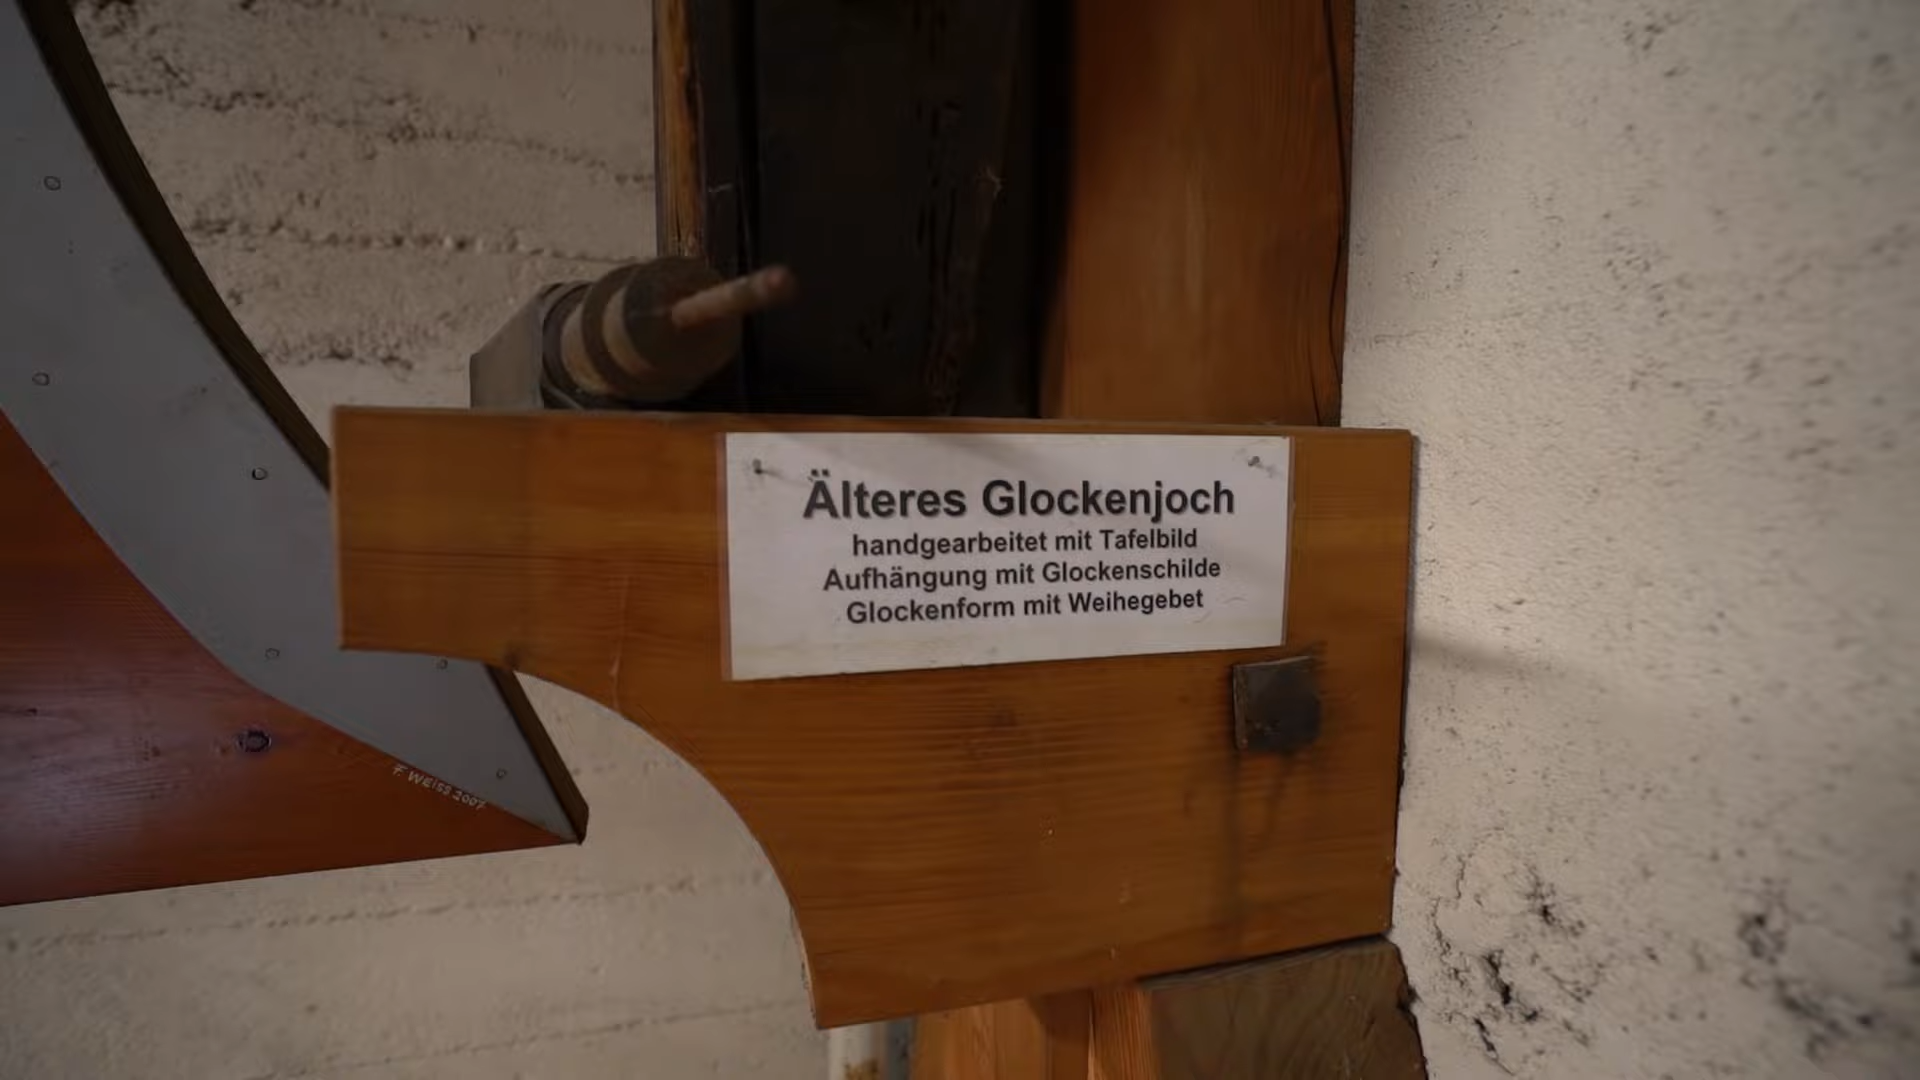 Älteres Glockenjoch
handgearbeitet mit Tafelbild
Aufhängung mit Glockenschilde
Glockenform mit Weihegebet
F. WEISS 2007